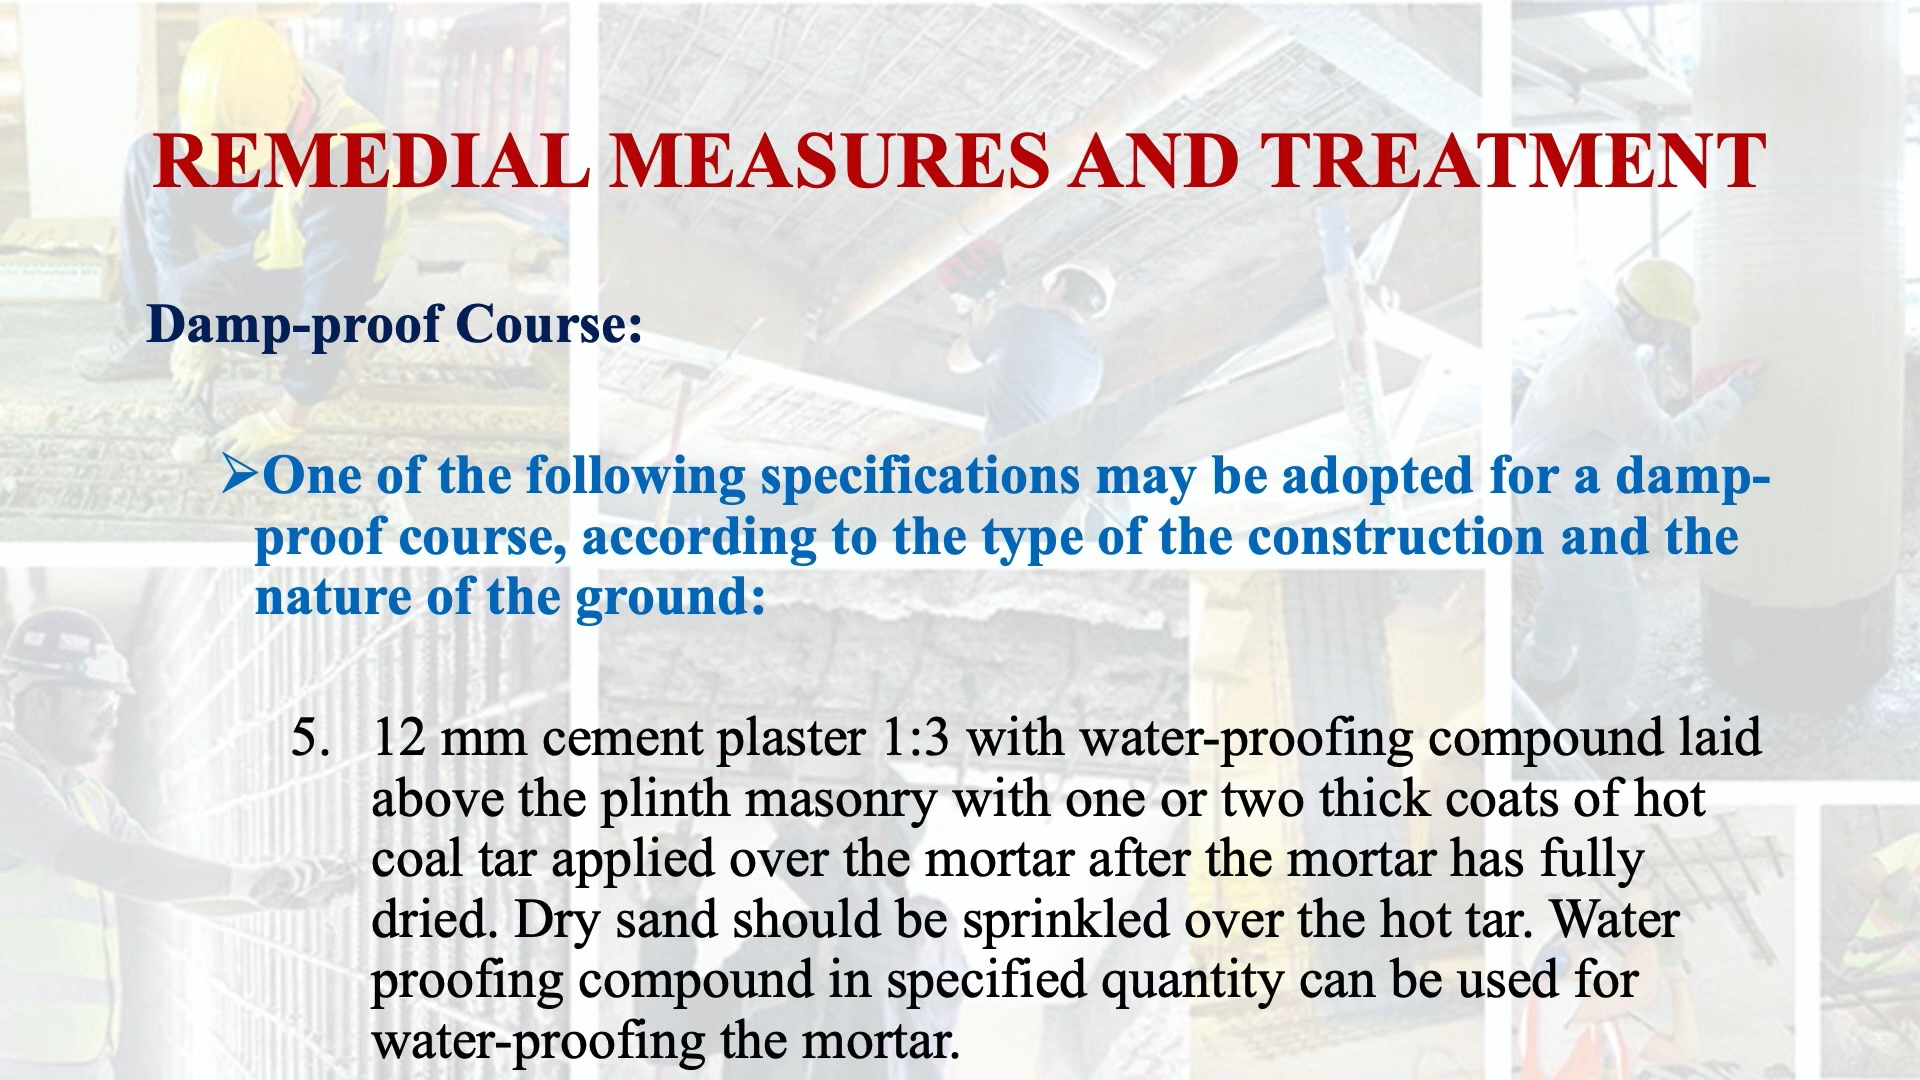 REMEDIAL MEASURES AND TREATMENT
Damp-proof Course:
➢One of the following specifications may be adopted for a damp-
proof course, according to the type of the construction and the
nature of the ground:
5. 12 mm cement plaster 1:3 with water-proofing compound laid
above the plinth masonry with one or two thick coats of hot
coal tar applied over the mortar after the mortar has fully
dried. Dry sand should be sprinkled over the hot tar. Water
proofing compound in specified quantity can be used for
water-proofing the mortar.